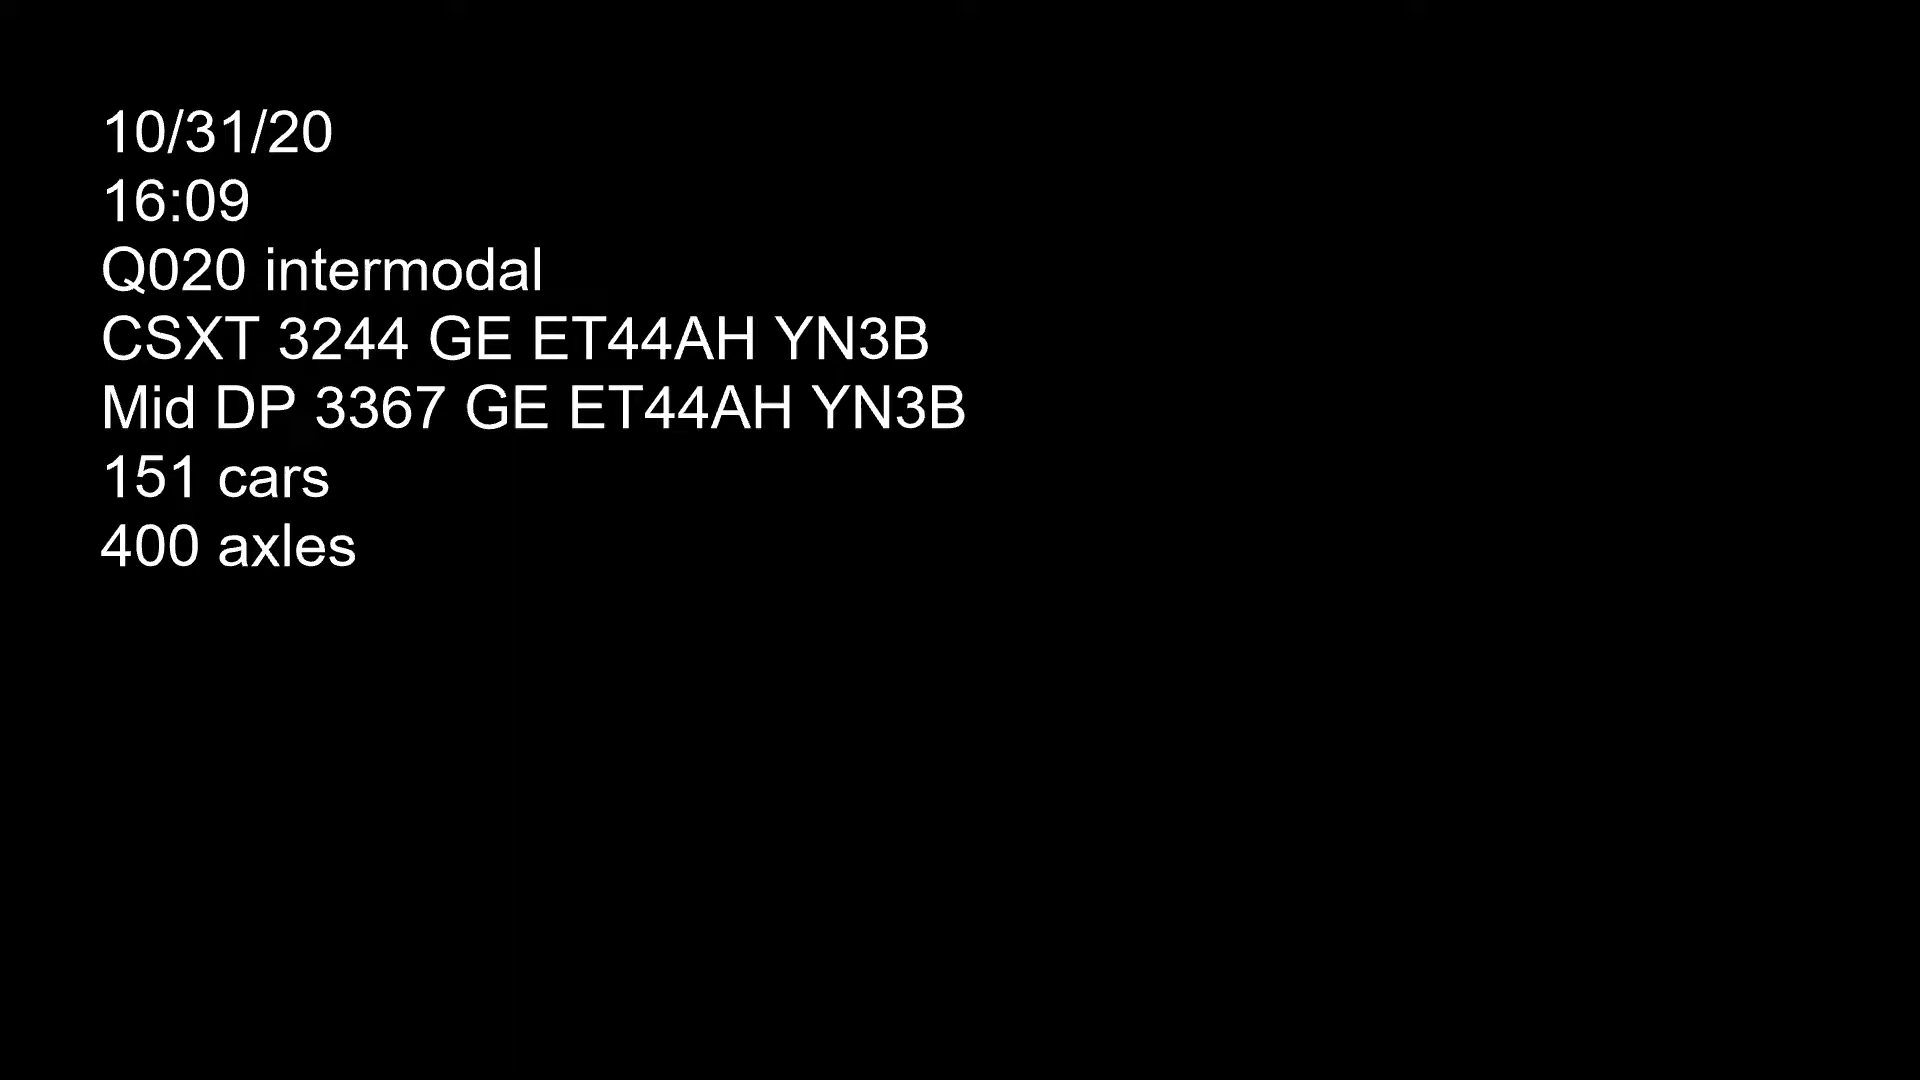 10/31/20
16:09
Q020 intermodal
CSXT 3244 GE ET44AH YN3B
Mid DP 3367 GE ET44AH YN3B
151 cars
400 axles